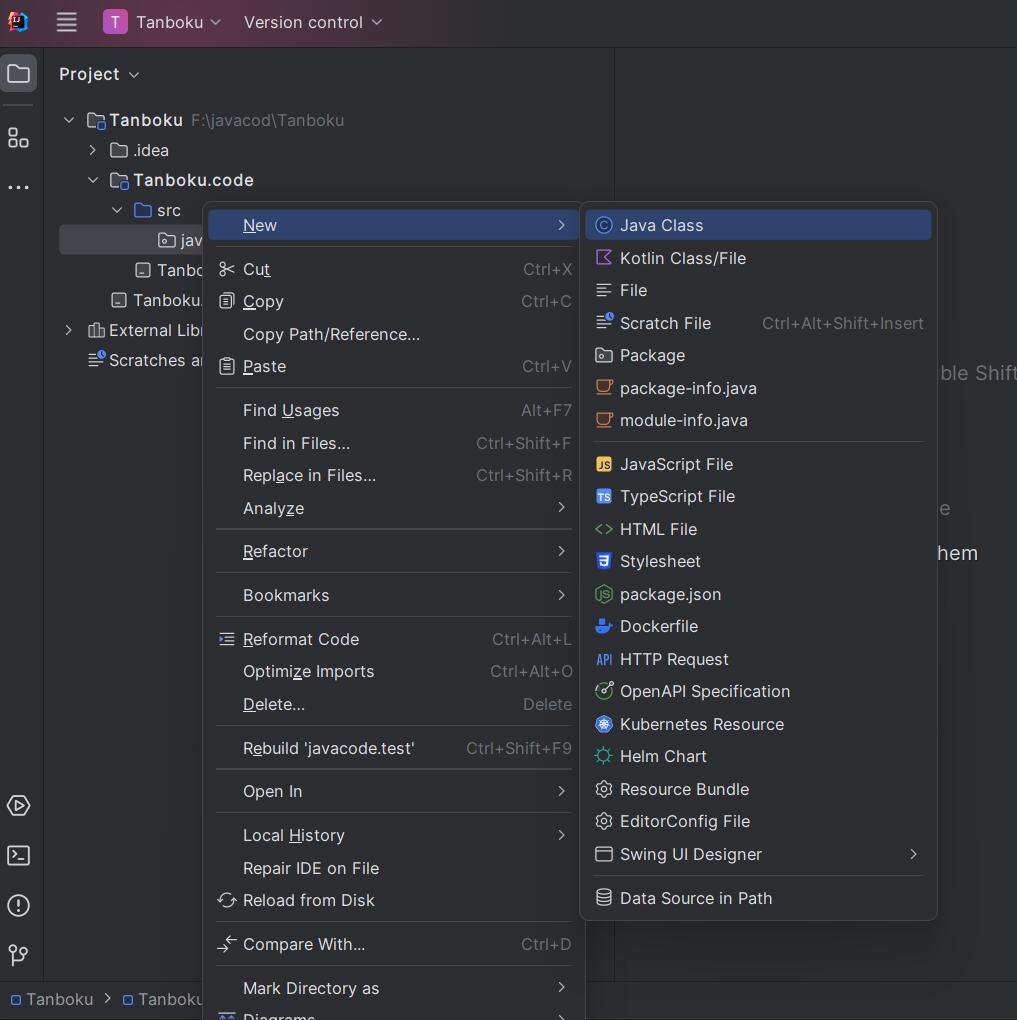 T Tanboku Version control
Project
Tanboku F:\javacod\Tanboku
.idea
Tanboku.code
src
jav
Tanbo
Tanboku.
External Lib
Scratches a
New
Cut Ctrl+X
Copy Ctrl+C
Copy Path/Reference...
Paste Ctrl+V
Find Usages Alt+F7
Find in Files... Ctrl+Shift+F
Replace in Files... Ctrl+Shift+R
Analyze
Refactor
Bookmarks
Reformat Code Ctrl+Alt+L
Optimize Imports Ctrl+Alt+O
Delete... Delete
Rebuild 'javacode.test' Ctrl+Shift+F9
Open In
Local History
Repair IDE on File
Reload from Disk
Compare With... Ctrl+D
Mark Directory as
Diagrams
Java Class
Kotlin Class/File
File
Scratch File Ctrl+Alt+Shift+Insert
Package
package-info.java
module-info.java
JS JavaScript File
TS TypeScript File
HTML File
Stylesheet
package.json
Dockerfile
API HTTP Request
OpenAPI Specification
Kubernetes Resource
Helm Chart
Resource Bundle
EditorConfig File
Swing UI Designer
Data Source in Path
ble Shift
e
hem
Tanboku > Tanboku